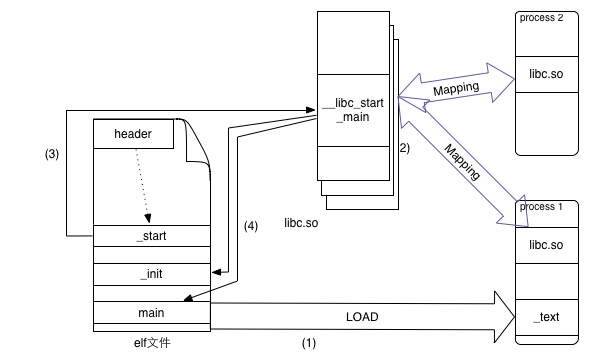 process 2
libc.so
Mapping
__libc_start
_main
2)
Mapping
header
(3)
process 1
(4)
libc.so
_start
libc.so
_init
main
LOAD
_text
elf文件
(1)